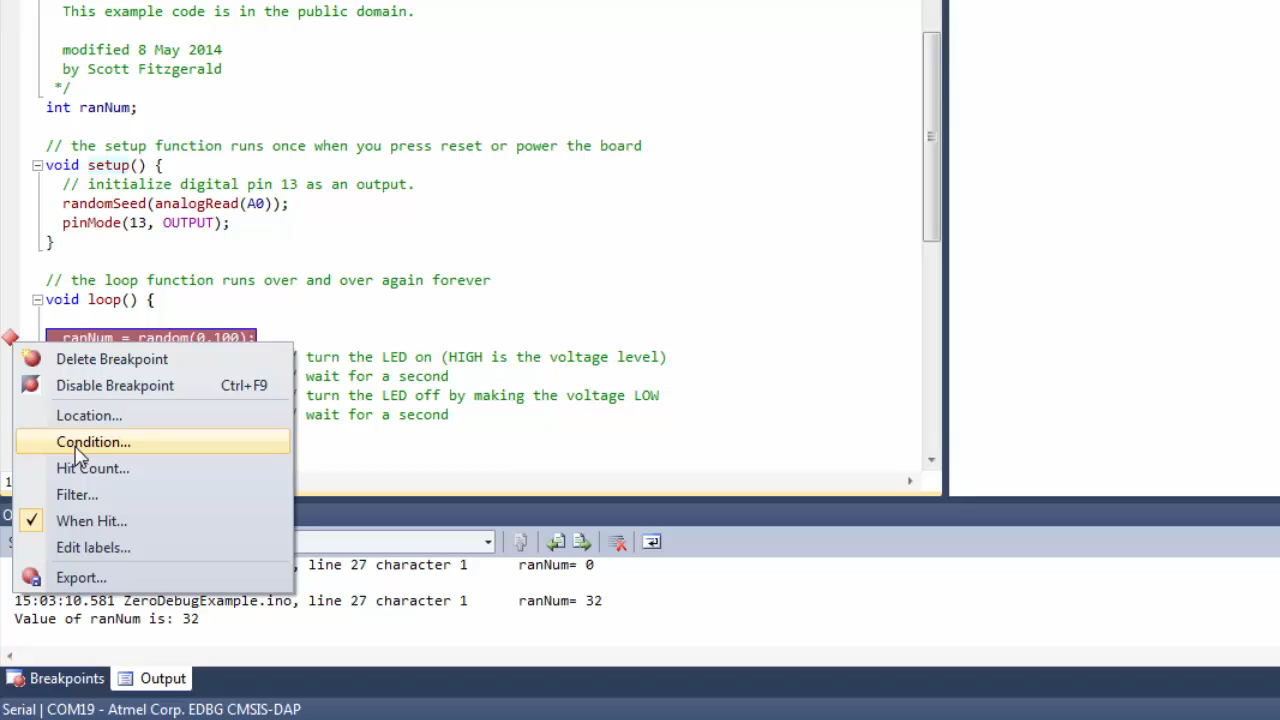 This example code is in the public domain.
modified 8 May 2014
by Scott Fitzgerald
*/
int ranNum;
// the setup function runs once when you press reset or power the board
void setup() {
// initialize digital pin 13 as an output.
randomSeed(analogRead(A0));
pinMode(13, OUTPUT);
}
// the loop function runs over and over again forever
void loop() {
ranNum = random(0,100);
turn the LED on (HIGH is the voltage level)
wait for a second
turn the LED off by making the voltage LOW
wait for a second
Delete Breakpoint
Disable Breakpoint Ctrl+F9
Location...
Condition...
Hit Count...
Filter...
When Hit...
Edit labels...
Export...
, line 27 character 1 ranNum= 0
15:03:10.581 ZeroDebugExample.ino, line 27 character 1 ranNum= 32
Value of ranNum is: 32
Breakpoints Output
Serial | COM19 - Atmel Corp. EDBG CMSIS-DAP